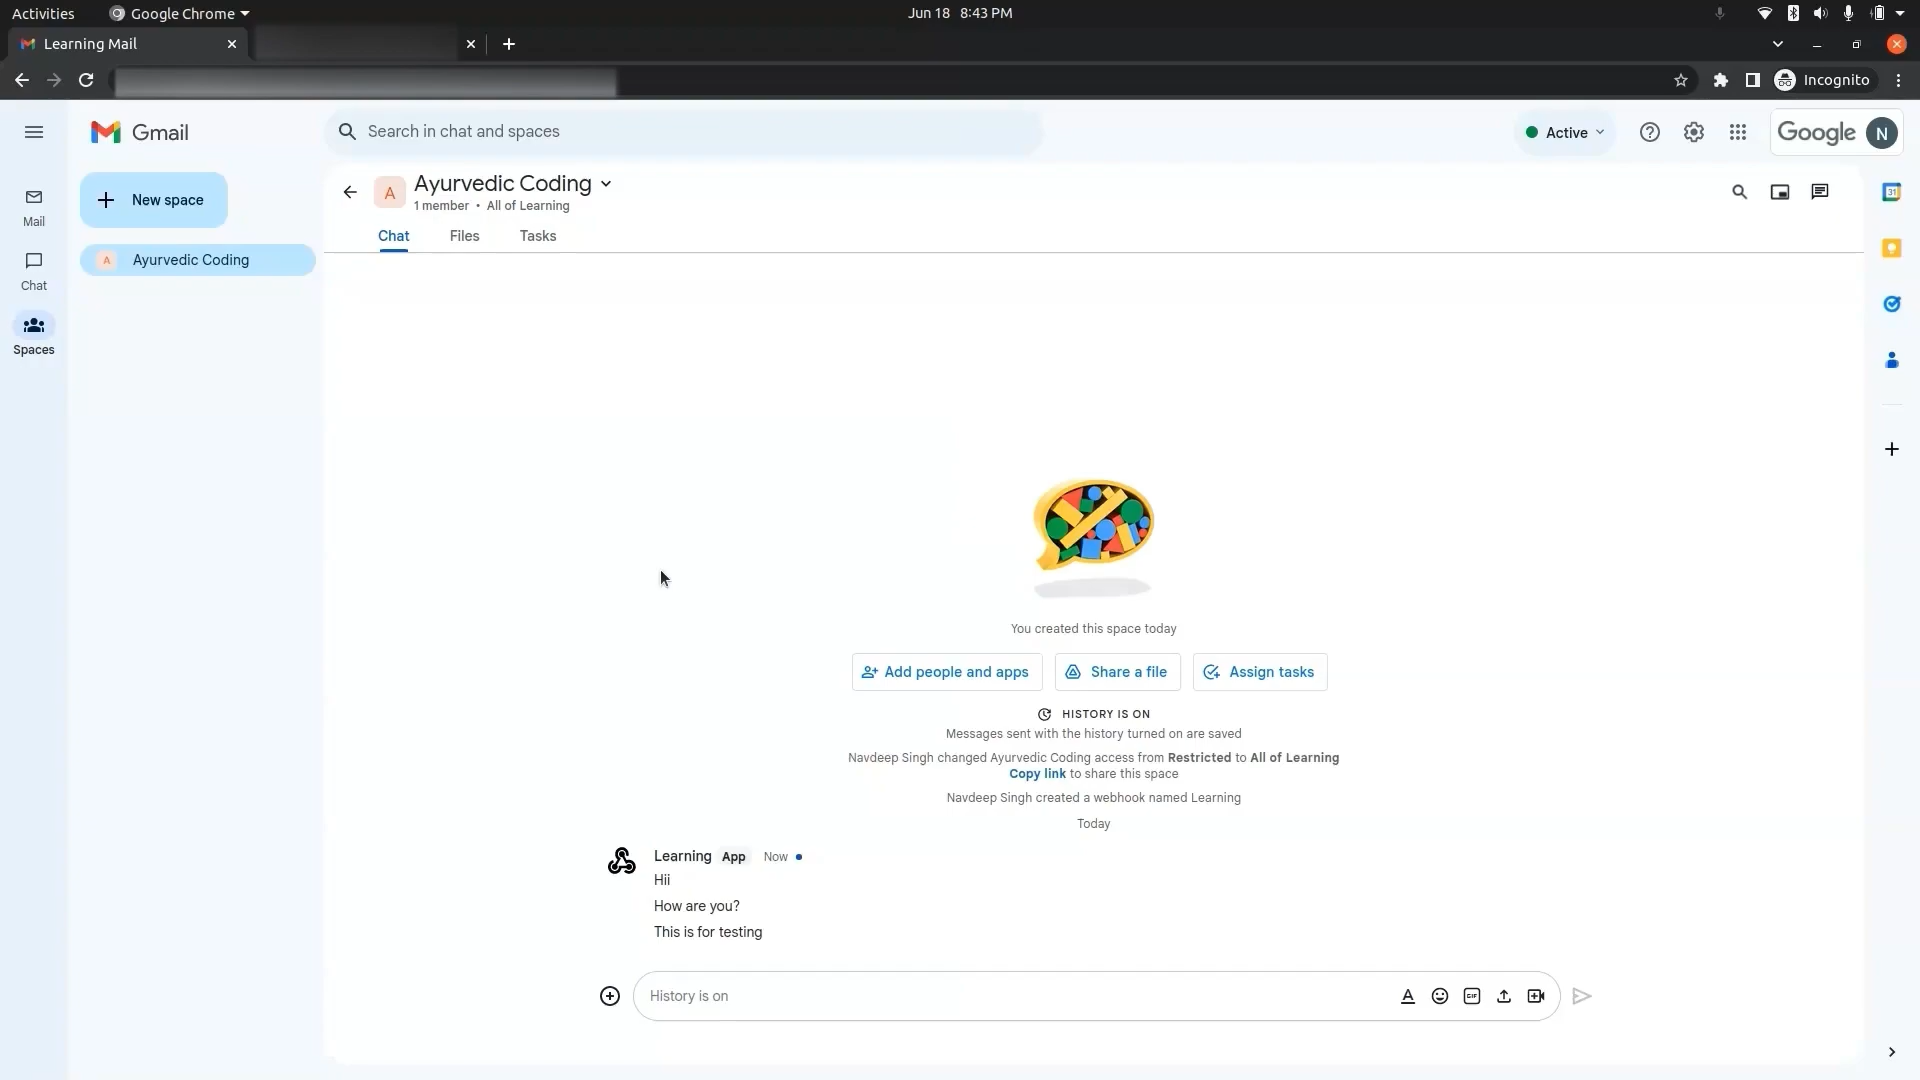 Activities
Google Chrome
Jun 18 8:43 PM
Learning Mail
Incognito
Gmail
Search in chat and spaces
Active
Google
N
New space
A Ayurvedic Coding
Mail
Chat
Spaces
A
Ayurvedic Coding
1 member • All of Learning
Chat
Files
Tasks
31
You created this space today
Add people and apps
Share a file
Assign tasks
HISTORY IS ON
Messages sent with the history turned on are saved
Navdeep Singh changed Ayurvedic Coding access from Restricted to All of Learning
Copy link to share this space
Navdeep Singh created a webhook named Learning
Today
Learning App Now
Hii
How are you?
This is for testing
History is on
A
GIF